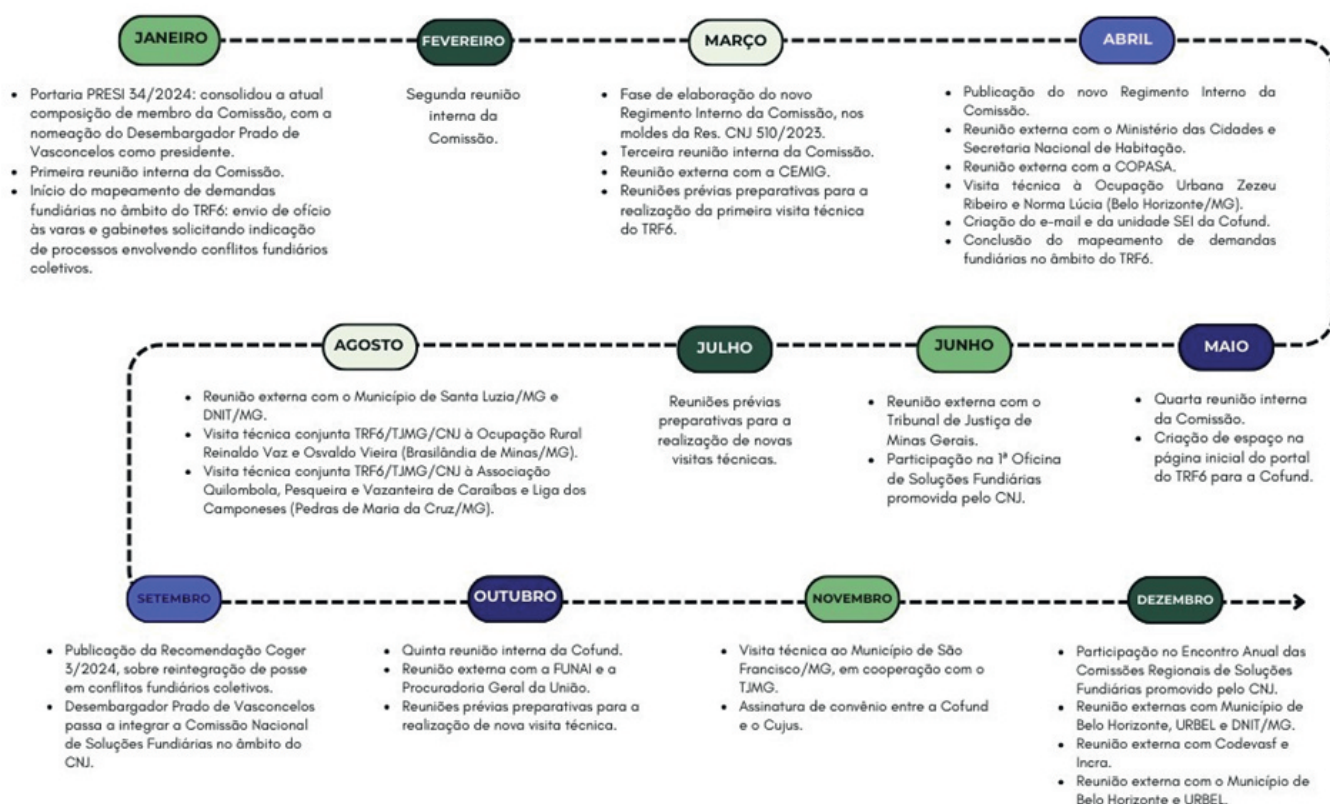 JANEIRO
• Portaria PRESI 34/2024: consolidou a atual
composição de membro da Comissão, com a
nomeação do Desembargador Prado de
Vasconcelos como presidente.
• Primeira reunião interna da Comissão.
• Início do mapeamento de demandas
fundiárias no âmbito do TRF6: envio de ofício
às varas e gabinetes solicitando indicação
de processos envolvendo conflitos fundiários
coletivos.
FEVEREIRO
Segunda reunião
interna da
Comissão.
MARÇO
• Fase de elaboração do novo
Regimento Interno da Comissão, nos
moldes da Res. CNJ 510/2023.
• Terceira reunião interna da Comissão.
• Reunião externa com a CEMIG.
• Reuniões prévias preparativas para a
realização da primeira visita técnica
do TRF6.
ABRIL
• Publicação do novo Regimento Interno da
Comissão.
• Reunião externa com o Ministério das Cidades e
Secretaria Nacional de Habitação.
• Reunião externa com a COPASA.
• Visita técnica à Ocupação Urbana Zezeu
Ribeiro e Norma Lúcia (Belo Horizonte/MG).
• Criação do e-mail e da unidade SEI da Cofund.
• Conclusão do mapeamento de demandas
fundiárias no âmbito do TRF6.
MAIO
• Quarta reunião interna
da Comissão.
• Criação de espaço na
página inicial do portal
do TRF6 para a Cofund.
JUNHO
• Reunião externa com o
Tribunal de Justiça de
Minas Gerais.
• Participação na 1ª Oficina
de Soluções Fundiárias
promovida pelo CNJ.
JULHO
Reuniões prévias
preparativas para a
realização de novas
visitas técnicas.
AGOSTO
• Reunião externa com o Município de Santa Luzia/MG e
DNIT/MG.
• Visita técnica conjunta TRF6/TJMG/CNJ à Ocupação Rural
Reinaldo Vaz e Osvaldo Vieira (Brasilândia de Minas/MG).
• Visita técnica conjunta TRF6/TJMG/CNJ à Associação
Quilombola, Pesqueira e Vazanteira de Caraíbas e Liga dos
Camponeses (Pedras de Maria da Cruz/MG).
SETEMBRO
• Publicação da Recomendação Coger
3/2024, sobre reintegração de posse
em conflitos fundiários coletivos.
• Desembargador Prado de Vasconcelos
passa a integrar a Comissão Nacional
de Soluções Fundiárias no âmbito do
CNJ.
OUTUBRO
• Quinta reunião interna da Cofund.
• Reunião externa com a FUNAI e a
Procuradoria Geral da União.
• Reuniões prévias preparativas para a
realização de nova visita técnica.
NOVEMBRO
• Visita técnica ao Município de São
Francisco/MG, em cooperação com o
TJMG.
• Assinatura de convênio entre a Cofund
e o Cujus.
DEZEMBRO
• Participação no Encontro Anual das
Comissões Regionais de Soluções
Fundiárias promovido pelo CNJ.
• Reunião externas com Município de
Belo Horizonte, URBEL e DNIT/MG.
• Reunião externa com Codevasf e
Incra.
• Reunião externa com o Município de
Belo Horizonte e URBEL.